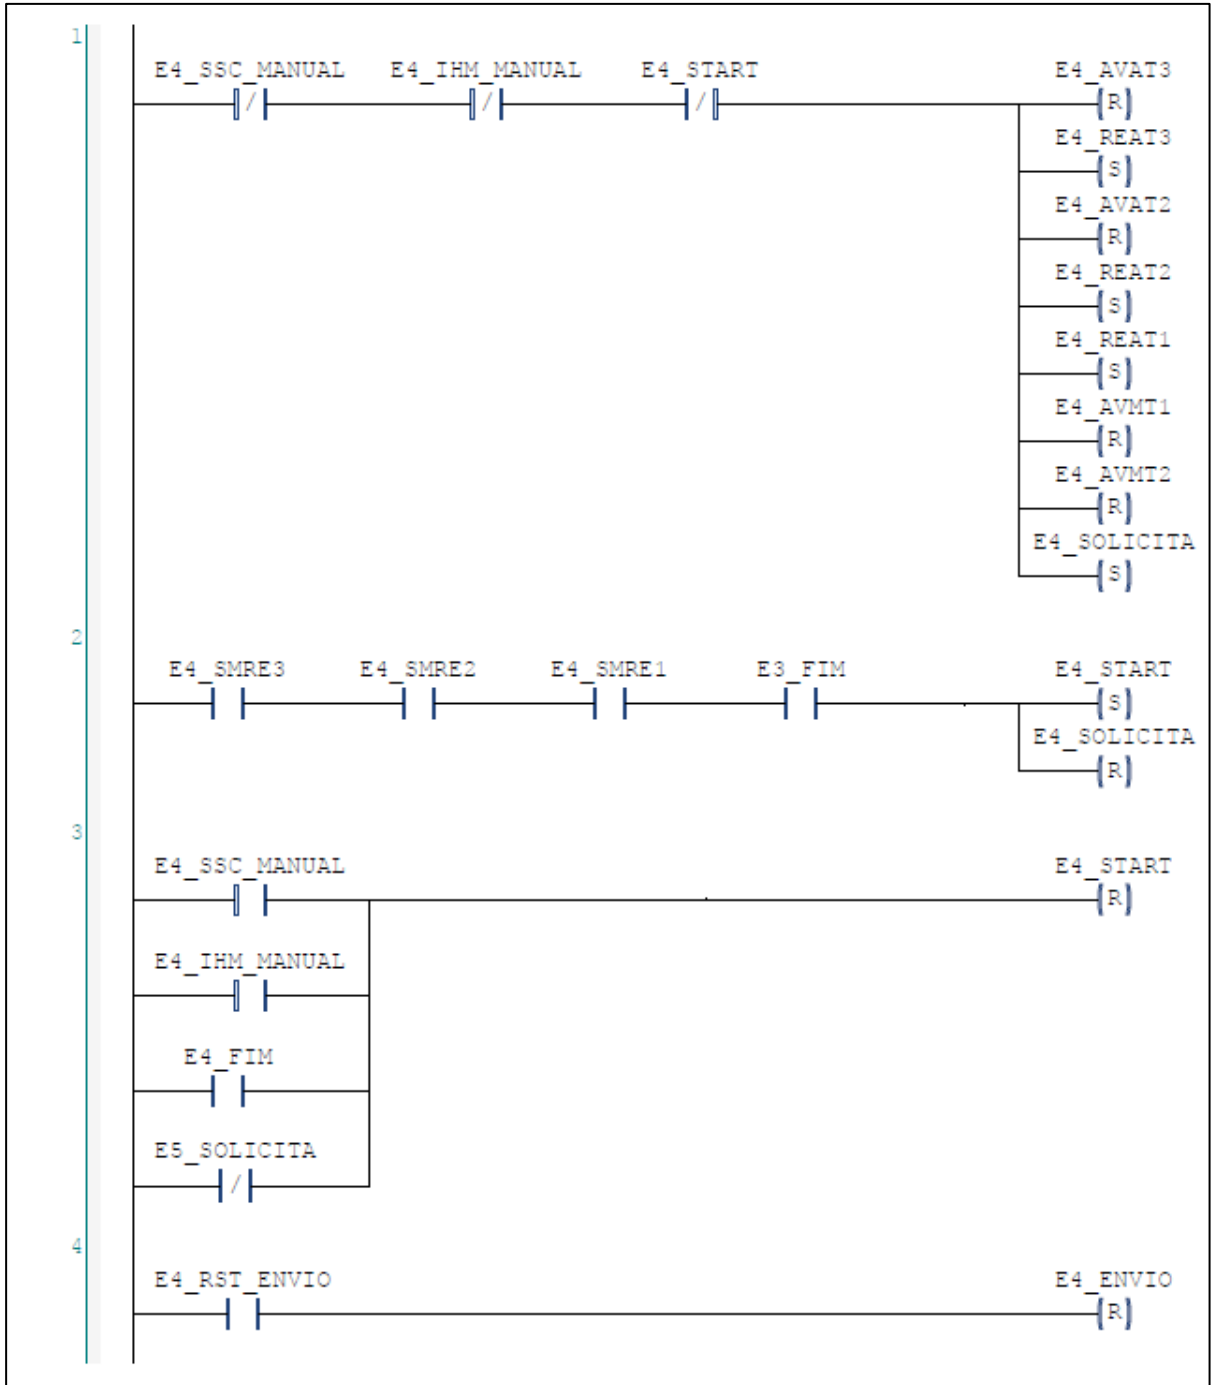 1
E4_SSC_MANUAL E4_IHM_MANUAL E4_START E4_AVAT3
/ / / R
E4_REAT3
S
E4_AVAT2
R
E4_REAT2
S
E4_REAT1
S
E4_AVMT1
R
E4_AVMT2
R
E4_SOLICITA
S
2
E4_SMRE3 E4_SMRE2 E4_SMRE1 E3_FIM E4_START
S
E4_SOLICITA
R
3
E4_SSC_MANUAL E4_START
R
E4_IHM_MANUAL
E4_FIM
E5_SOLICITA
/
4
E4_RST_ENVIO E4_ENVIO
R